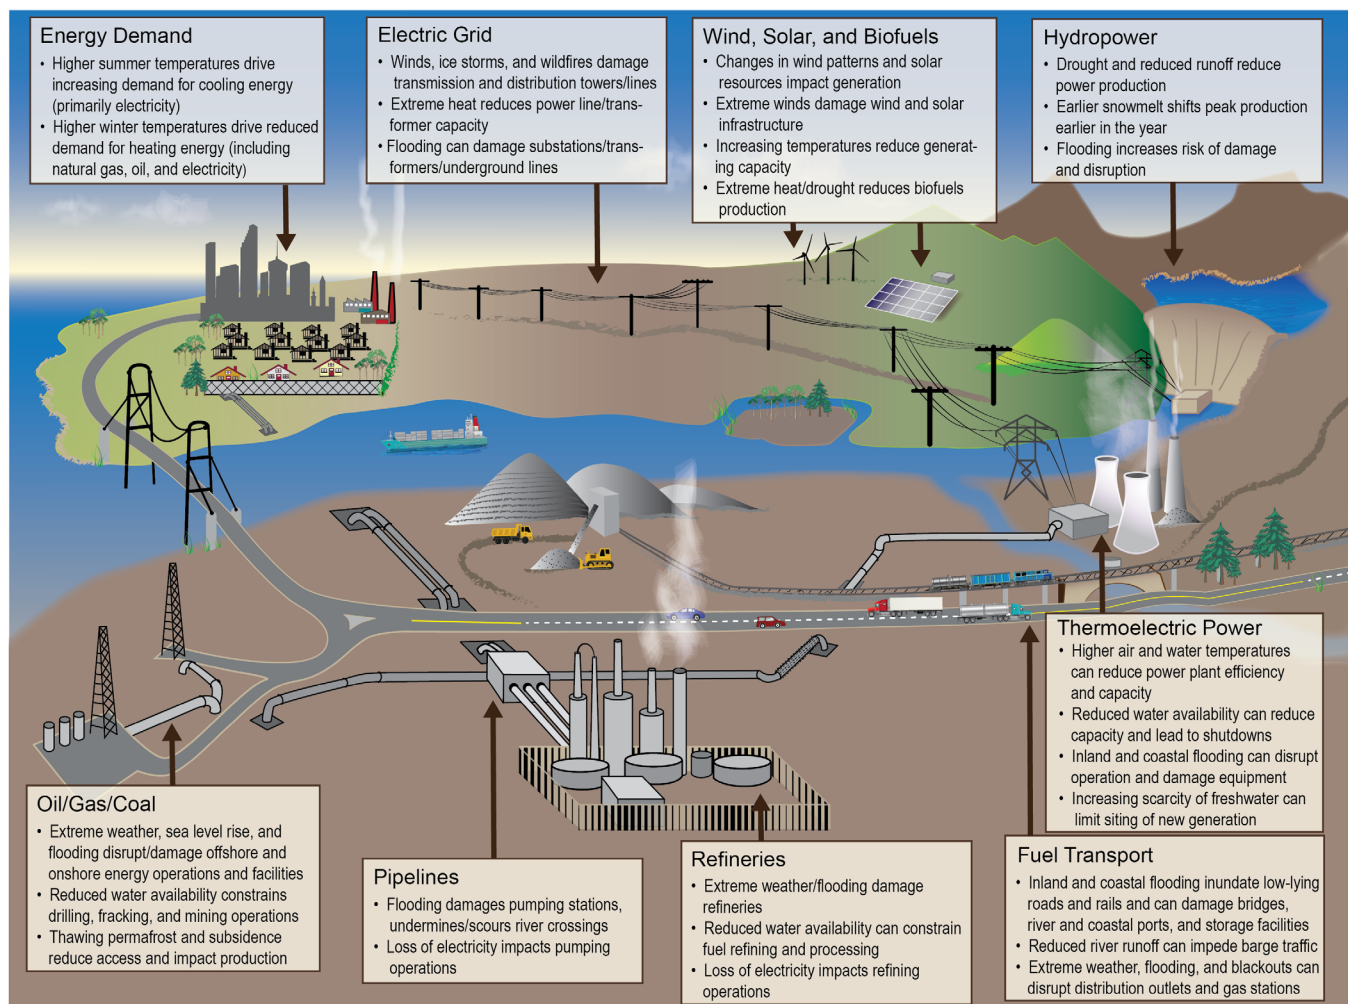 Energy Demand
• Higher summer temperatures drive
increasing demand for cooling energy
(primarily electricity)
• Higher winter temperatures drive reduced
demand for heating energy (including
natural gas, oil, and electricity)
Electric Grid
• Winds, ice storms, and wildfires damage
transmission and distribution towers/lines
• Extreme heat reduces power line/trans-
former capacity
• Flooding can damage substations/trans-
formers/underground lines
Wind, Solar, and Biofuels
• Changes in wind patterns and solar
resources impact generation
• Extreme winds damage wind and solar
infrastructure
• Increasing temperatures reduce generat-
ing capacity
• Extreme heat/drought reduces biofuels
production
Hydropower
• Drought and reduced runoff reduce
power production
• Earlier snowmelt shifts peak production
earlier in the year
• Flooding increases risk of damage
and disruption
Oil/Gas/Coal
• Extreme weather, sea level rise, and
flooding disrupt/damage offshore and
onshore energy operations and facilities
• Reduced water availability constrains
drilling, fracking, and mining operations
• Thawing permafrost and subsidence
reduce access and impact production
Pipelines
• Flooding damages pumping stations,
undermines/scours river crossings
• Loss of electricity impacts pumping
operations
Refineries
• Extreme weather/flooding damage
refineries
• Reduced water availability can constrain
fuel refining and processing
• Loss of electricity impacts refining
operations
Thermoelectric Power
• Higher air and water temperatures
can reduce power plant efficiency
and capacity
• Reduced water availability can reduce
capacity and lead to shutdowns
• Inland and coastal flooding can disrupt
operation and damage equipment
• Increasing scarcity of freshwater can
limit siting of new generation
Fuel Transport
• Inland and coastal flooding inundate low-lying
roads and rails and can damage bridges,
river and coastal ports, and storage facilities
• Reduced river runoff can impede barge traffic
• Extreme weather, flooding, and blackouts can
disrupt distribution outlets and gas stations